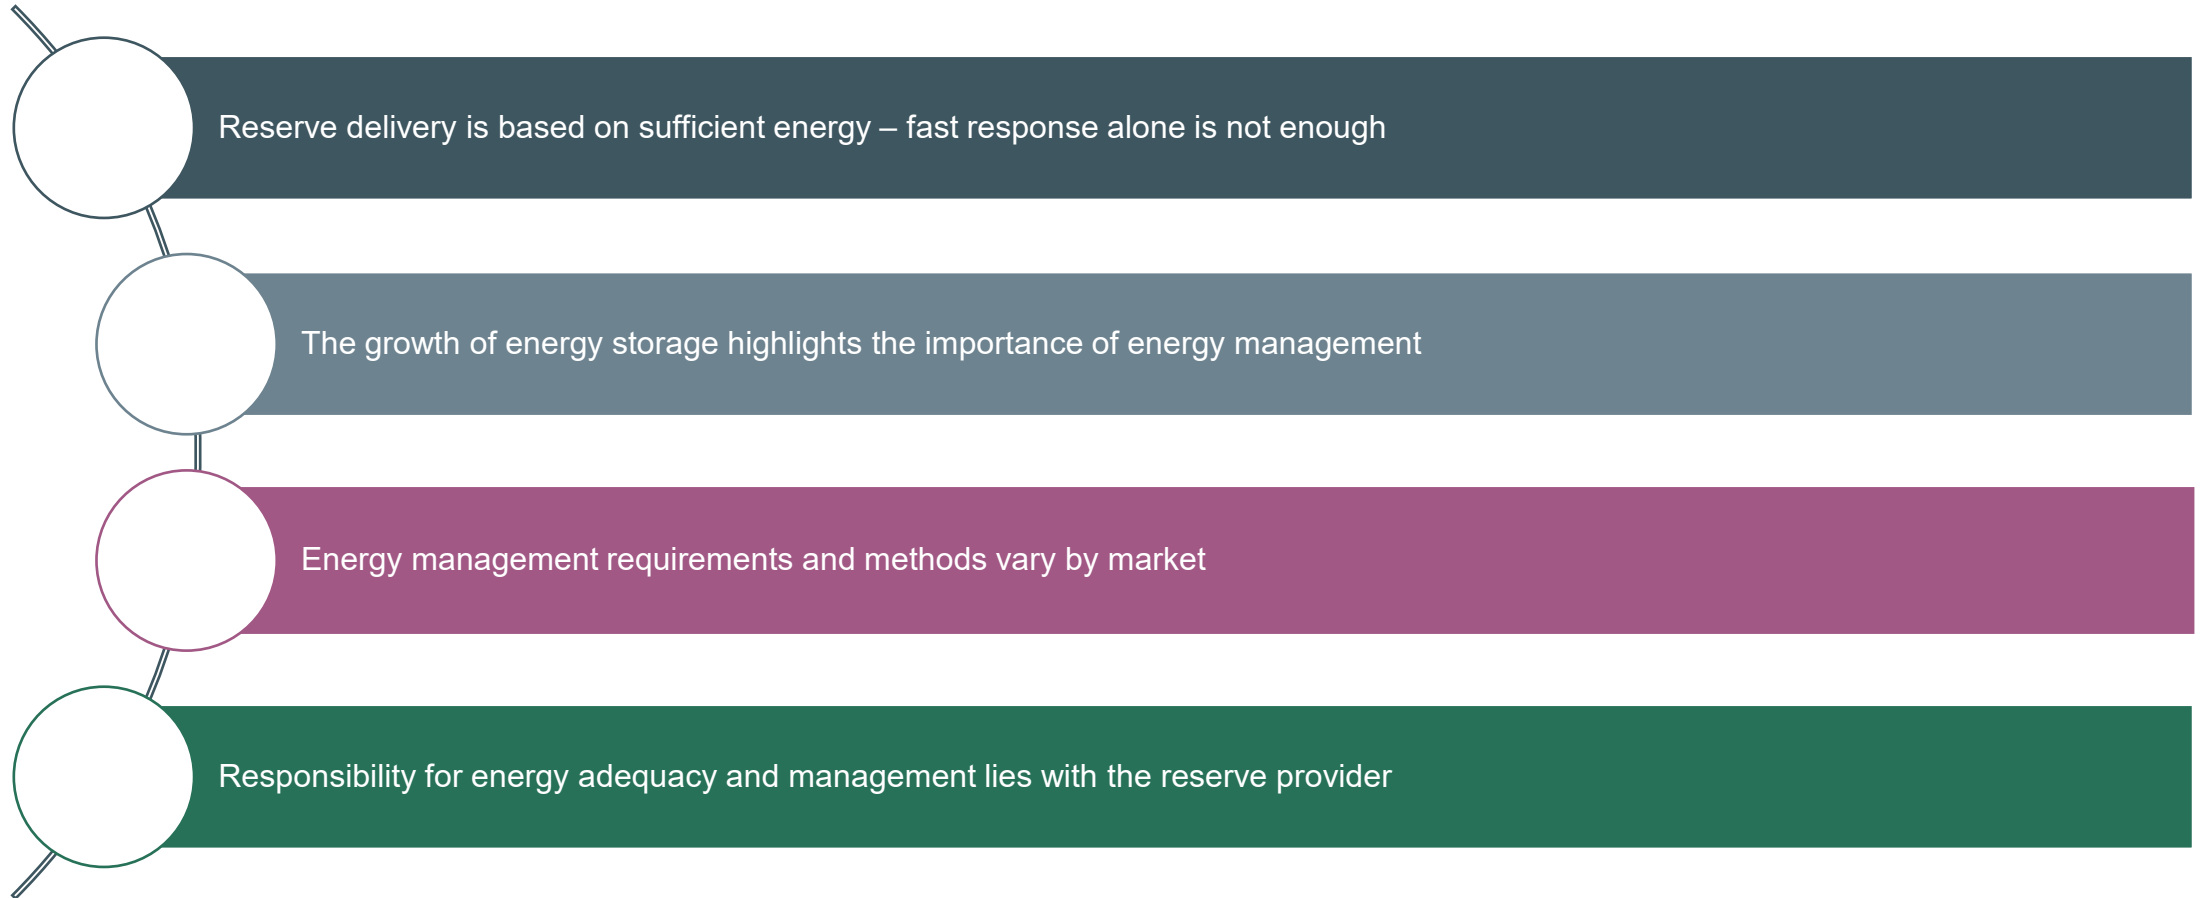 Reserve delivery is based on sufficient energy – fast response alone is not enough
The growth of energy storage highlights the importance of energy management
Energy management requirements and methods vary by market
Responsibility for energy adequacy and management lies with the reserve provider